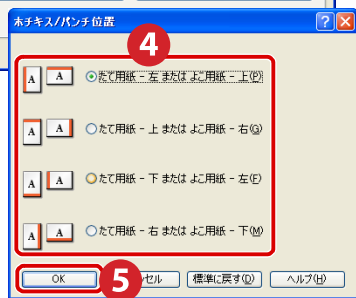 ホチキス/パンチ位置
4
A A たて用紙 - 左 または よこ用紙 - 上(P)
A A たて用紙 - 上 または よこ用紙 - 右(G)
A A たて用紙 - 下 または よこ用紙 - 左(F)
A A たて用紙 - 右 または よこ用紙 - 下(M)
OK 5 セル 標準に戻す(D) ヘルプ(H)